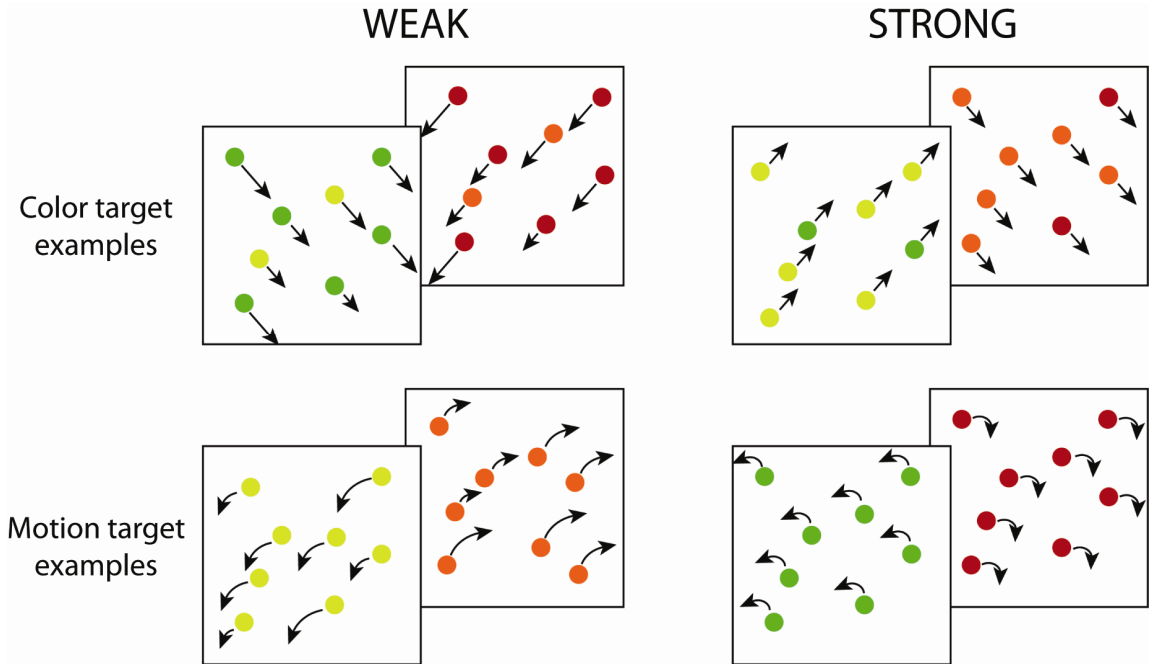 WEAK
STRONG
Color target
examples
Motion target
examples